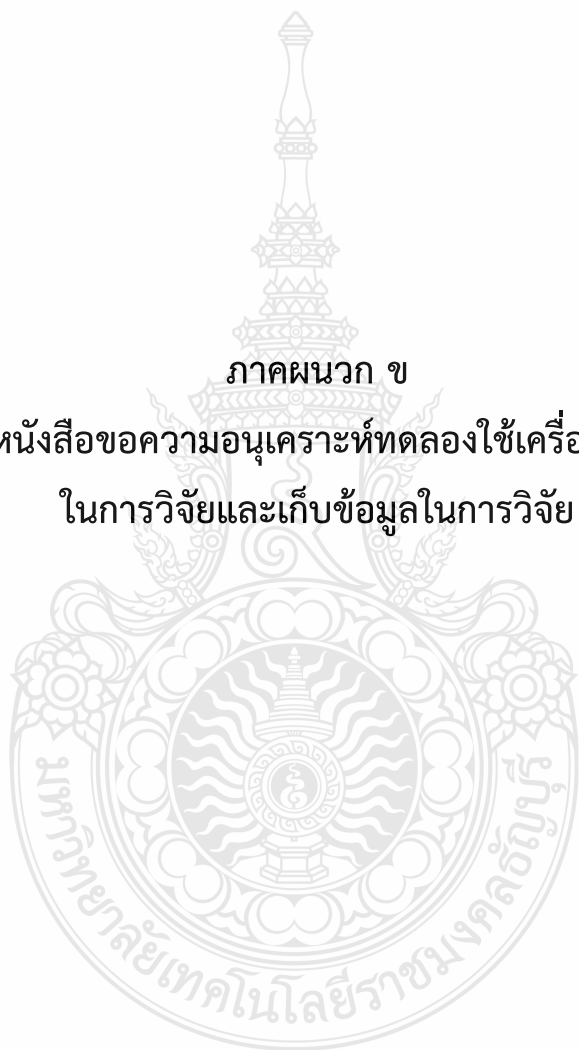 ภาคผนวก ข
หนังสือขอความอนุเคราะห์ทดลองใช้
ในการวิจัยและเก็บข้อมูลในการวิจัย
มหาวิทยาลัยเทคโนโลยีราชมงคลธัญบุรี